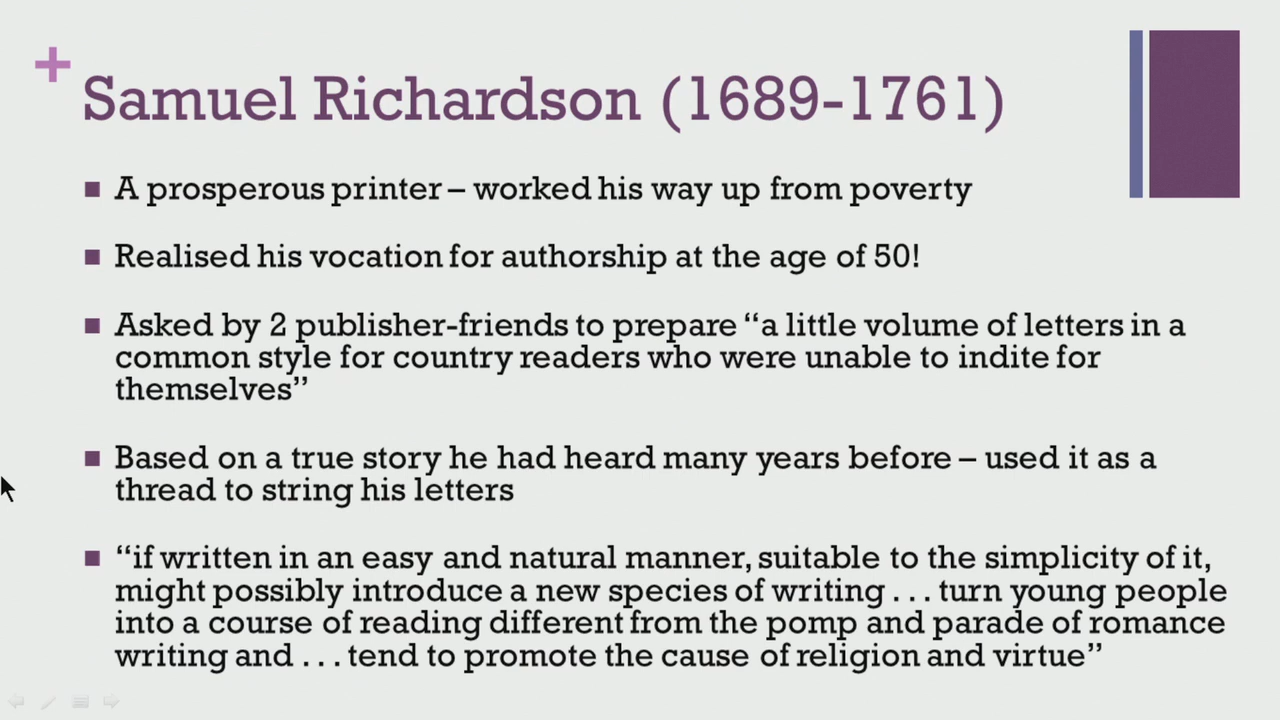 +
Samuel Richardson (1689-1761)
A prosperous printer – worked his way up from poverty
Realised his vocation for authorship at the age of 50!
Asked by 2 publisher-friends to prepare “a little volume of letters in a
common style for country readers who were unable to indite for
themselves”
Based on a true story he had heard many years before – used it as a
thread to string his letters
“if written in an easy and natural manner, suitable to the simplicity of it,
might possibly introduce a new species of writing . . . turn young people
into a course of reading different from the pomp and parade of romance
writing and . . . tend to promote the cause of religion and virtue”